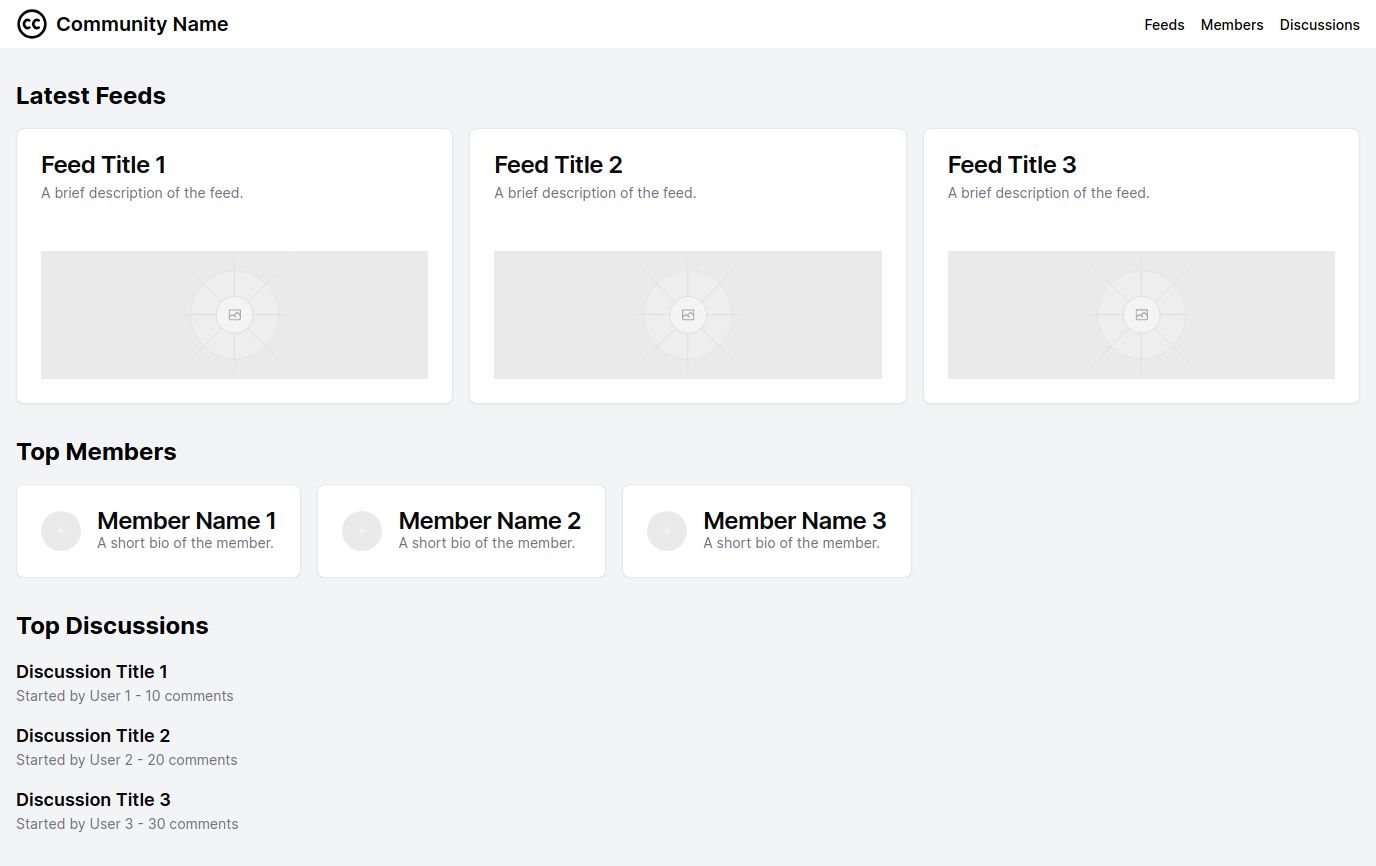 CC Community Name
Feeds Members Discussions
Latest Feeds
Feed Title 1
A brief description of the feed.
Feed Title 2
A brief description of the feed.
Feed Title 3
A brief description of the feed.
Top Members
Member Name 1
A short bio of the member.
Member Name 2
A short bio of the member.
Member Name 3
A short bio of the member.
Top Discussions
Discussion Title 1
Started by User 1 - 10 comments
Discussion Title 2
Started by User 2 - 20 comments
Discussion Title 3
Started by User 3 - 30 comments